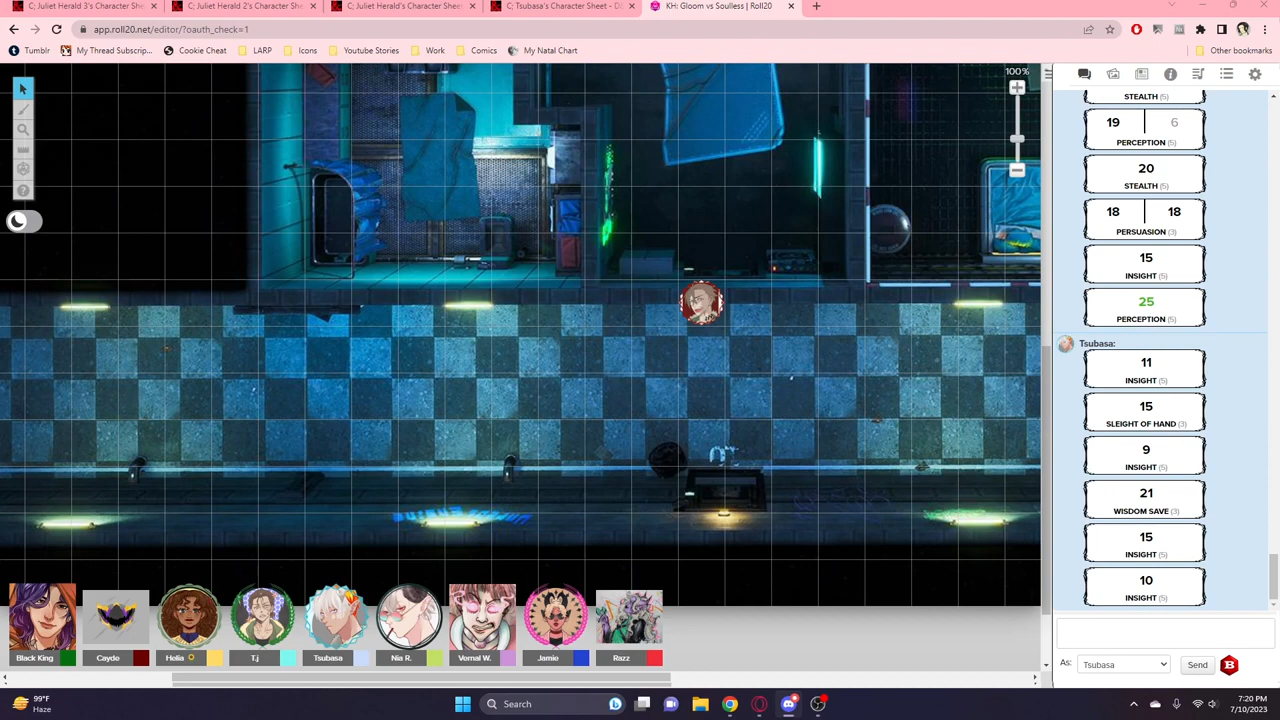 C; Juliet Herald 3's Character Shee
C; Juliet Herald 2's Character Shee
C; Juliet Herald's Character Sheet
C; Tsubasa's Character Sheet - D&
KH: Gloom vs Soulless | Roll20
app.roll20.net/editor/?oauth_check=1
Tumblr
My Thread Subscrip...
Cookie Cheat
LARP
Icons
Youtube Stories
Work
Comics
My Natal Chart
Other bookmarks
100%
STEALTH (5)
19 6
PERCEPTION (5)
20
STEALTH (5)
18 18
PERSUASION (3)
15
INSIGHT (5)
25
PERCEPTION (5)
Tsubasa:
11
INSIGHT (5)
15
SLEIGHT OF HAND (3)
9
INSIGHT (5)
21
WISDOM SAVE (3)
15
INSIGHT (5)
10
INSIGHT (5)
As:
Tsubasa
Send
B
Black King
Cayde
Helia
T.j
Tsubasa
Nia R.
Vernal W.
Jamie
Razz
99°F
Haze
Search
7:20 PM
7/10/2023